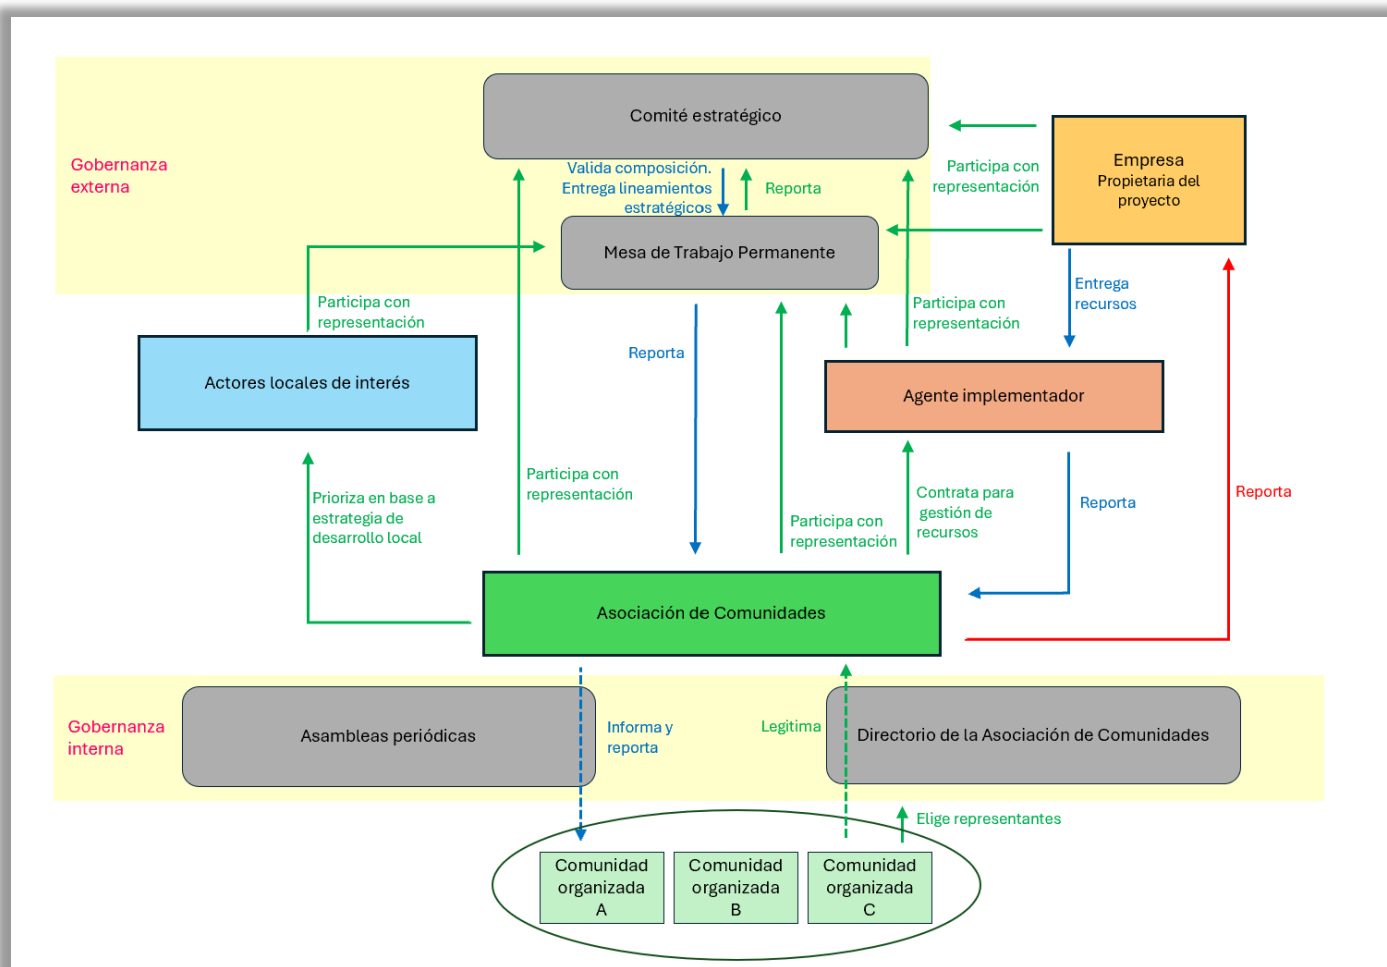 Comité estratégico
Gobernanza
externa
Valida composición.
Entrega lineamientos
estratégicos
Reporta
Participa con
representación
Empresa
Propietaria del
proyecto
Mesa de Trabajo Permanente
Participa con
representación
Participa con
representación
Entrega
recursos
Reporta
Actores locales de interés
Agente implementador
Participa con
representación
Prioriza en base a
estrategia de
desarrollo local
Participa con
representación
Contrata para
gestión de
recursos
Reporta
Reporta
Asociación de Comunidades
Gobernanza
interna
Asambleas periódicas
Informa y
reporta
Legitima
Directorio de la Asociación de Comunidades
Elige representantes
Comunidad
organizada
A
Comunidad
organizada
B
Comunidad
organizada
C